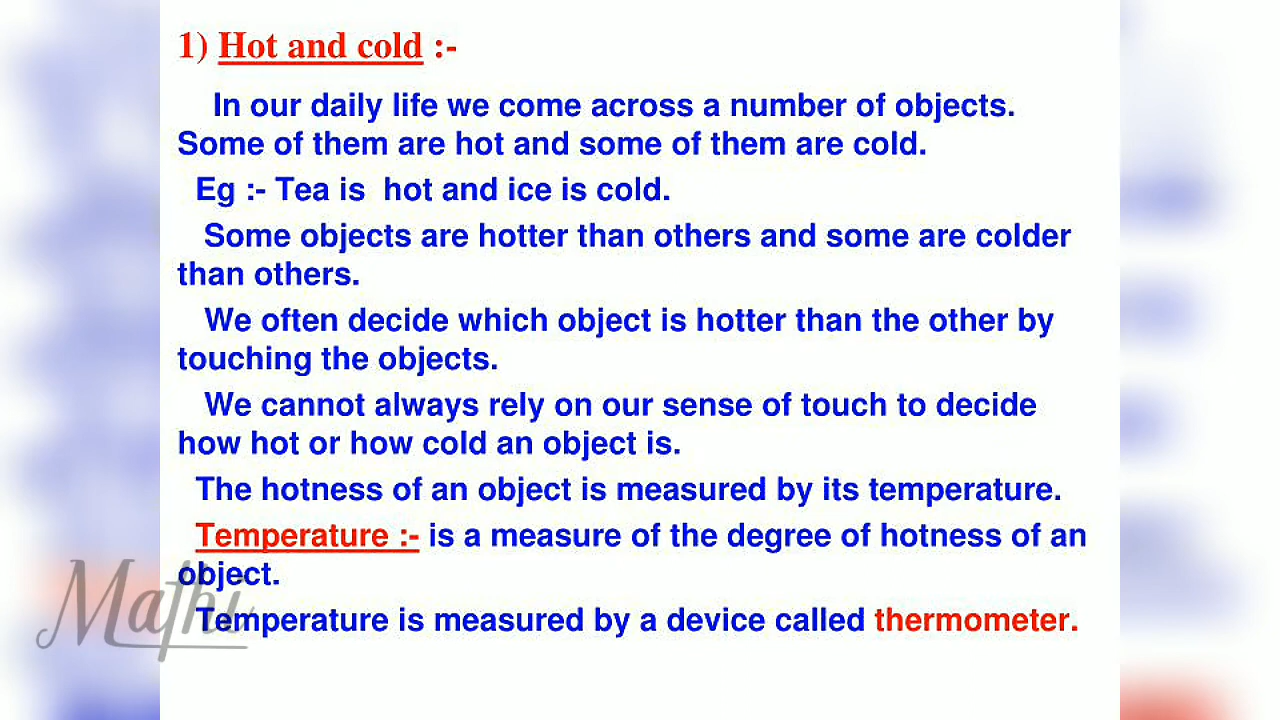 1) Hot and cold :-
In our daily life we come across a number of objects.
Some of them are hot and some of them are cold.
Eg :- Tea is hot and ice is cold.
Some objects are hotter than others and some are colder
than others.
We often decide which object is hotter than the other by
touching the objects.
We cannot always rely on our sense of touch to decide
how hot or how cold an object is.
The hotness of an object is measured by its temperature.
Temperature :- is a measure of the degree of hotness of an
object.
Temperature is measured by a device called thermometer.
Mathi